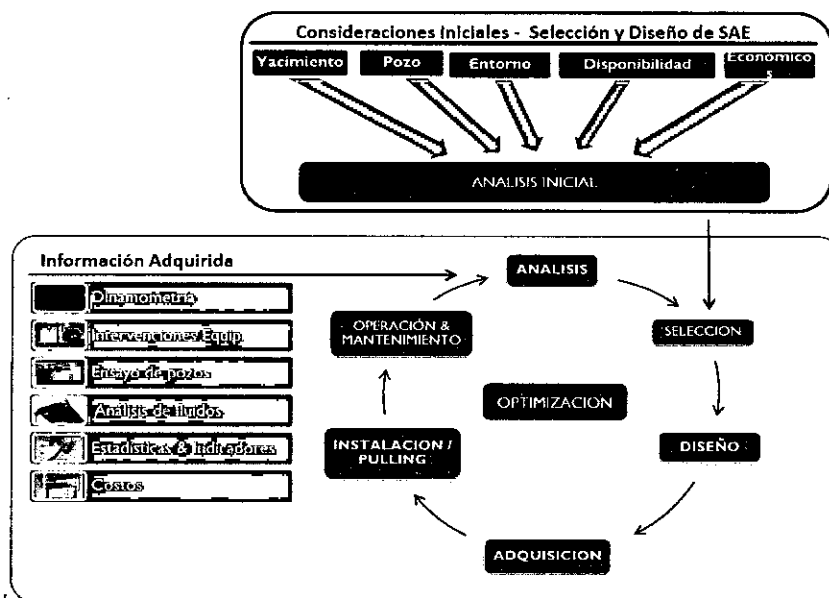 Consideraciones Iniciales - Selección y Diseño de SAE
Yacimiento
Pozo
Entorno
Disponibilidad
Económico
s
ANALISIS INICIAL
Información Adquirida
Dinamometría
Intervenciones Equip.
Ensayo de pozos
Análisis de fluidos
Estadísticas & Indicadores
Costos
ANALISIS
SELECCION
DISEÑO
ADQUISICION
INSTALACION /
PULLING
OPERACIÓN &
MANTENIMIENTO
OPTIMIZACION